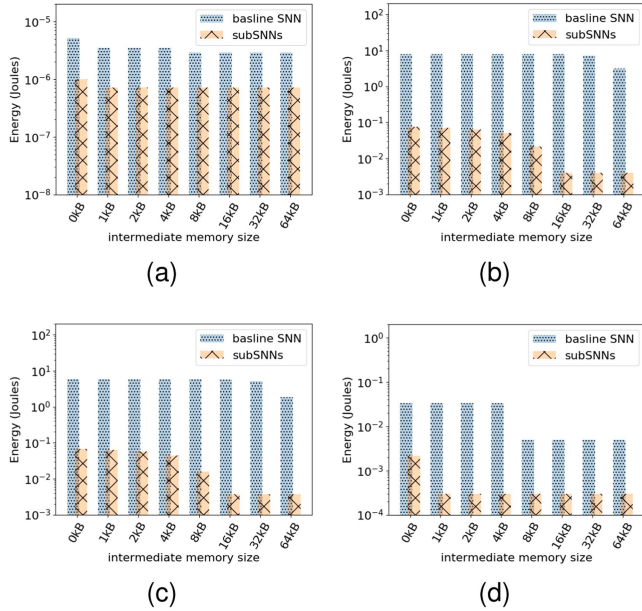 10⁻⁵
10⁻⁶
10⁻⁷
10⁻⁸
Energy (Joules)
basline SNN
subSNNs
0kB 1kB 2kB 4kB 8kB 16kB 32kB 64kB
intermediate memory size
(a)
10²
10¹
10⁰
10⁻¹
10⁻²
10⁻³
Energy (Joules)
basline SNN
subSNNs
0kB 1kB 2kB 4kB 8kB 16kB 32kB 64kB
intermediate memory size
(b)
10²
10¹
10⁰
10⁻¹
10⁻²
10⁻³
Energy (Joules)
basline SNN
subSNNs
0kB 1kB 2kB 4kB 8kB 16kB 32kB 64kB
intermediate memory size
(c)
10⁰
10⁻¹
10⁻²
10⁻³
10⁻⁴
Energy (Joules)
basline SNN
subSNNs
0kB 1kB 2kB 4kB 8kB 16kB 32kB 64kB
intermediate memory size
(d)